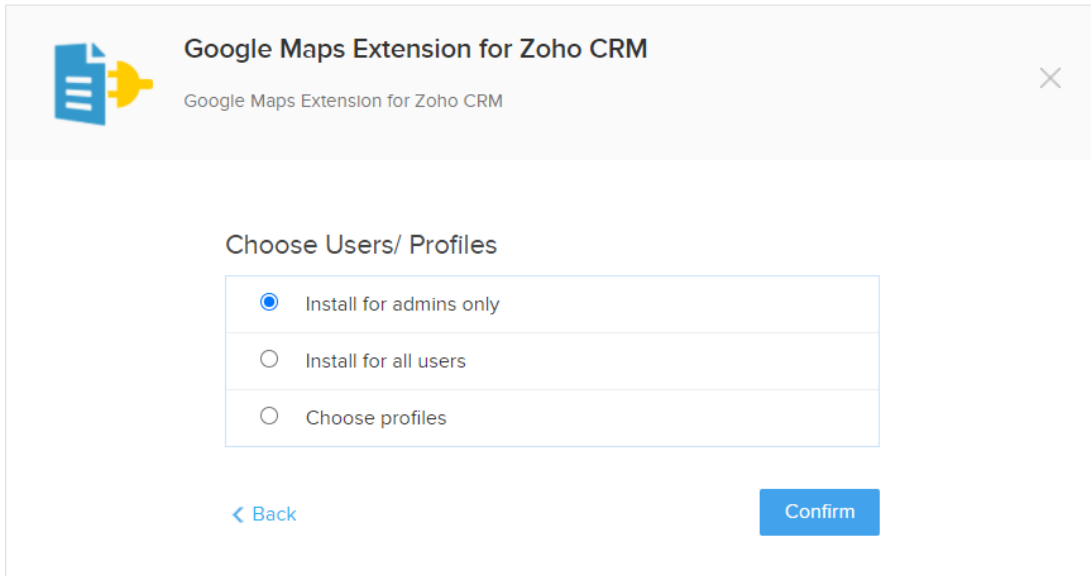 Google Maps Extension for Zoho CRM
Google Maps Extension for Zoho CRM
Choose Users/ Profiles
Install for admins only
Install for all users
Choose profiles
Back
Confirm